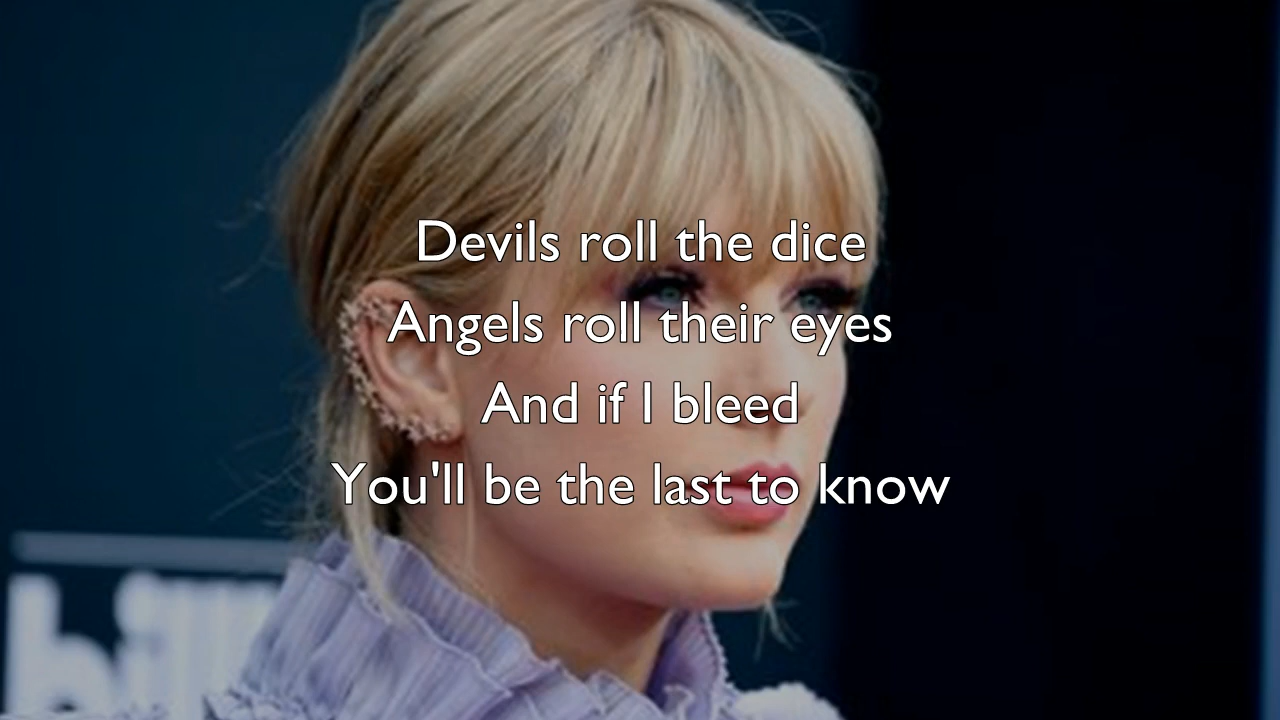 Devils roll the dice
Angels roll their eyes
And if I bleed
You'll be the last to know